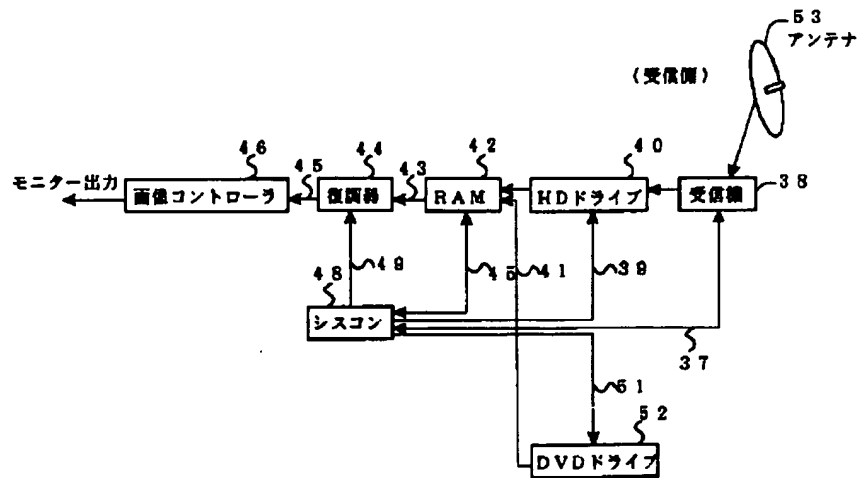 53
アンテナ
(受信側)
46
44
42
40
モニター出力
画像コントローラ
45
復調器
43
RAM
HDドライブ
受信機
38
49
45
41
39
48
シスコン
37
51
52
DVDドライブ